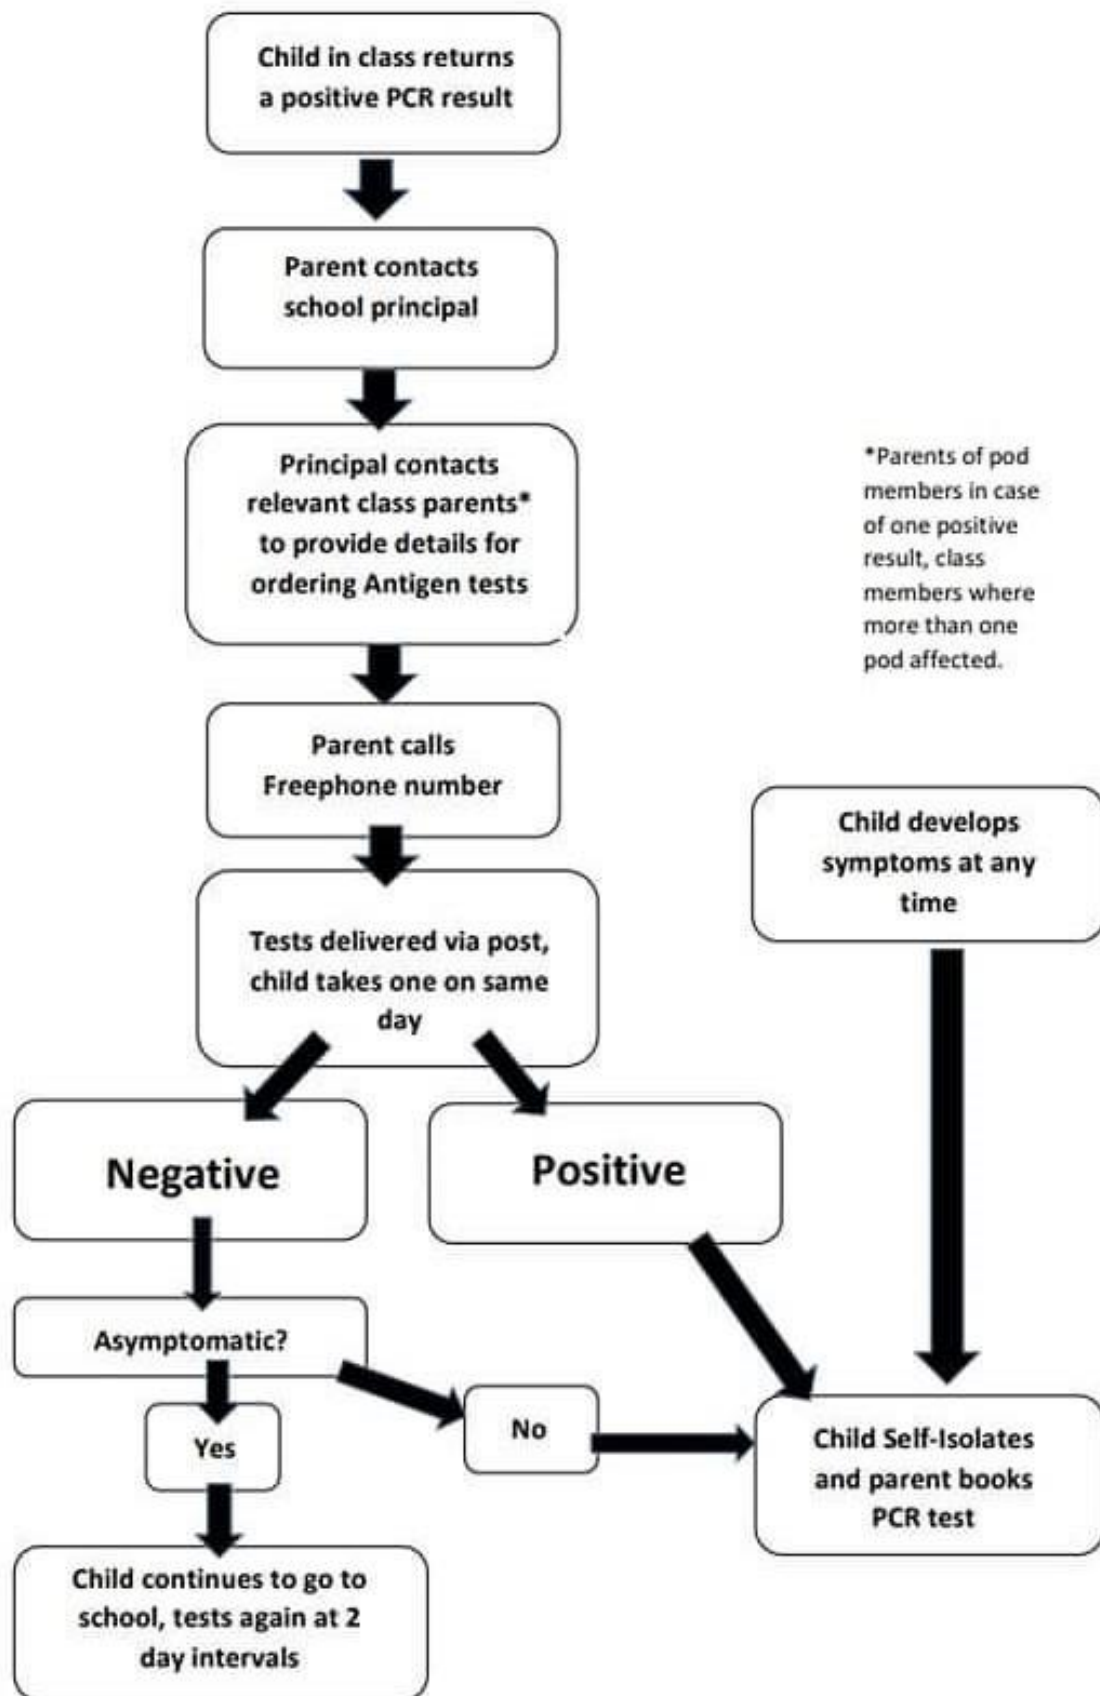 Child in class returns
a positive PCR result
Parent contacts
school principal
Principal contacts
relevant class parents*
to provide details for
ordering Antigen tests
*Parents of pod
members in case
of one positive
result, class
members where
more than one
pod affected.
Parent calls
Freephone number
Child develops
symptoms at any
time
Tests delivered via post,
child takes one on same
day
Negative
Positive
Asymptomatic?
Yes
No
Child Self-Isolates
and parent books
PCR test
Child continues to go to
school, tests again at 2
day intervals